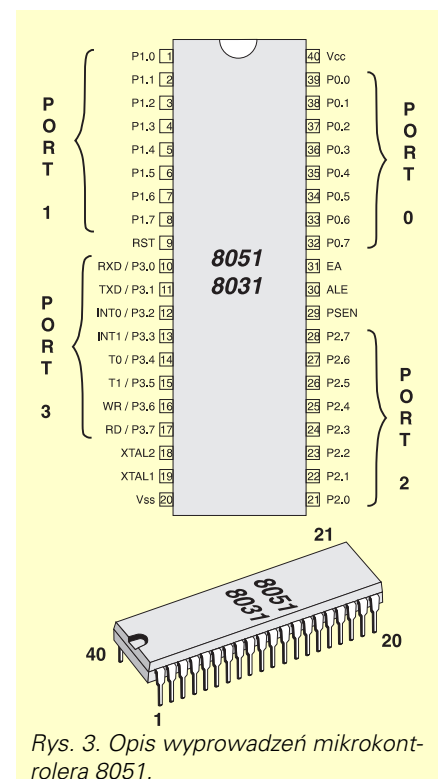 P1.0 1
P1.1 2
P1.2 3
P1.3 4
P1.4 5
P1.5 6
P1.6 7
P1.7 8
RST 9
RXD / P3.0 10
TXD / P3.1 11
INT0 / P3.2 12
INT1 / P3.3 13
T0 / P3.4 14
T1 / P3.5 15
WR / P3.6 16
RD / P3.7 17
XTAL2 18
XTAL1 19
Vss 20
PORT 1
PORT 3
8051
8031
40 Vcc
39 P0.0
38 P0.1
37 P0.2
36 P0.3
35 P0.4
34 P0.5
33 P0.6
32 P0.7
31 EA
30 ALE
29 PSEN
28 P2.7
27 P2.6
26 P2.5
25 P2.4
24 P2.3
23 P2.2
22 P2.1
21 P2.0
PORT 0
PORT 2
21
8051
8031
40
20
1
Rys. 3. Opis wyprowadzeń mikrokont-
rolera 8051.